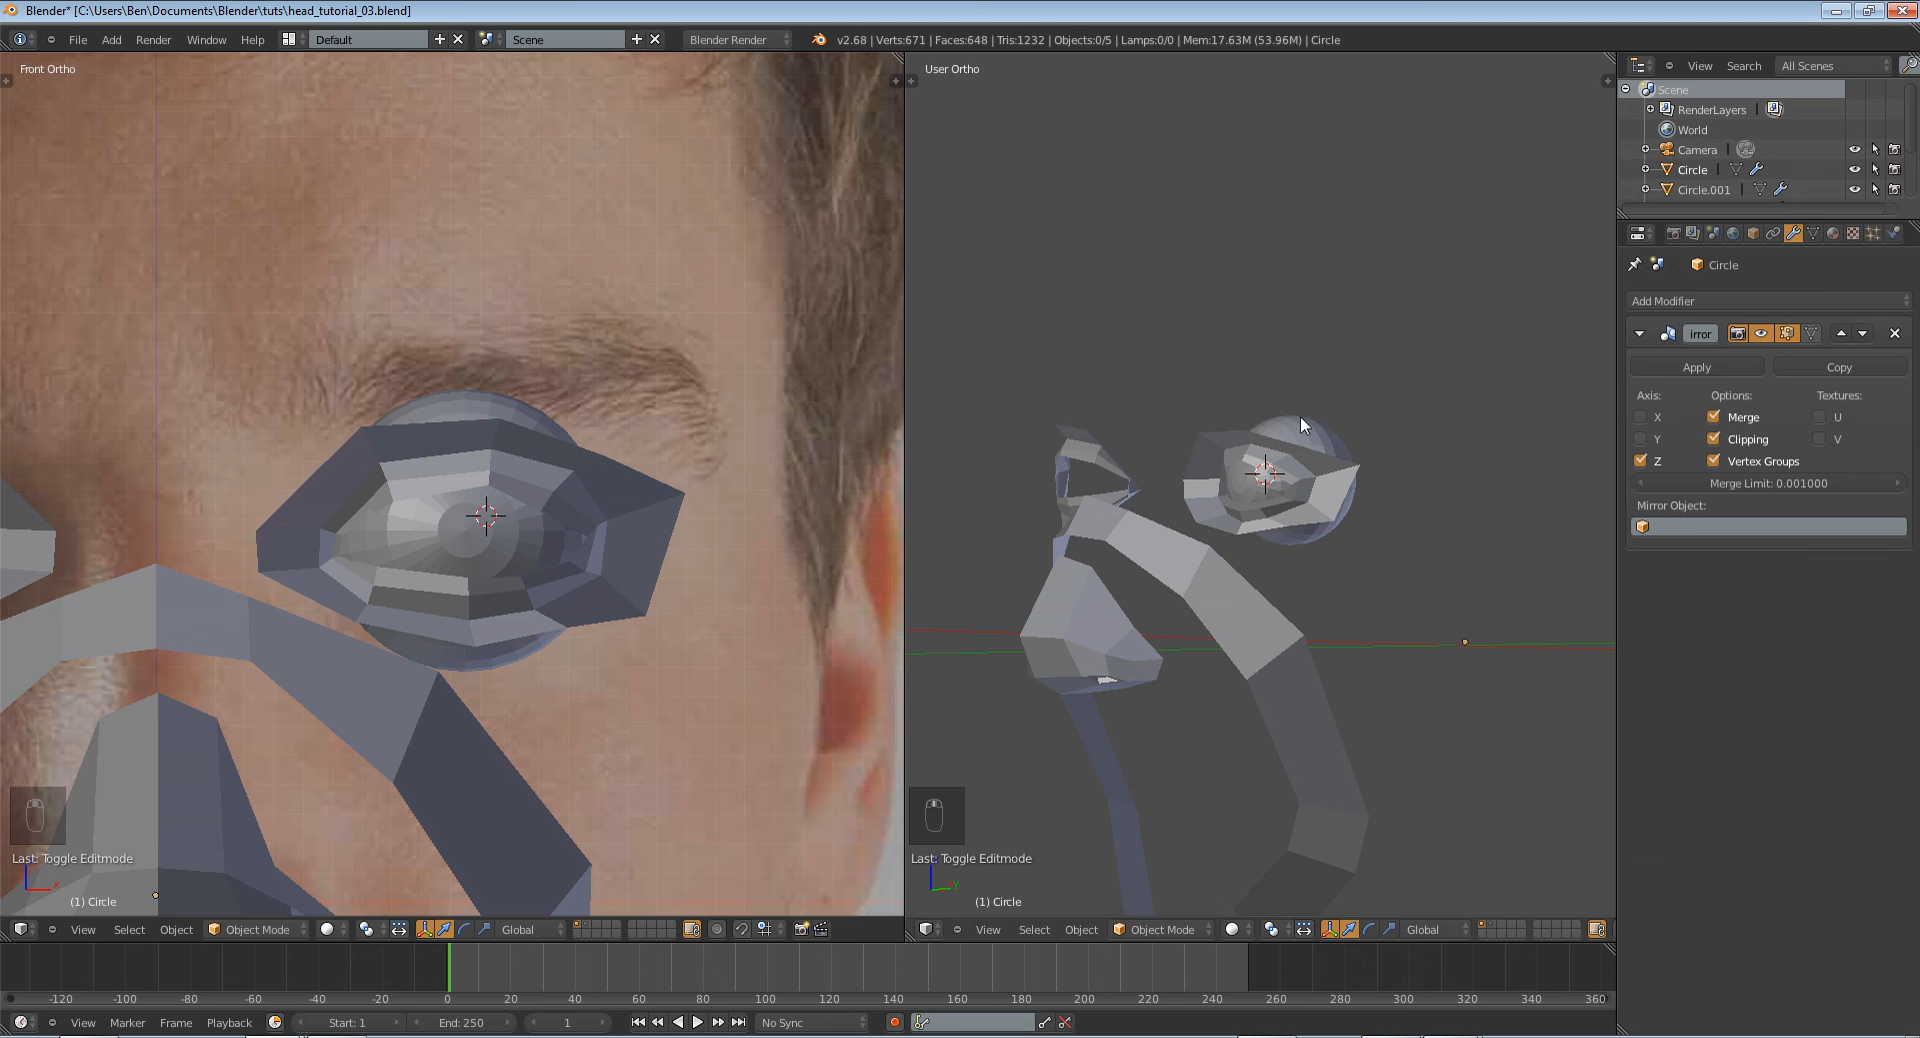 Blender* [C:\Users\Ben\Documents\Blender\tuts\head_tutorial_03.blend]
File Add Render Window Help Default Scene Blender Render v2.68 | Verts:671 | Faces:648 | Tris:1232 | Objects:0/5 | Lamps:0/0 | Mem:17.63M (53.96M) | Circle
Front Ortho
User Ortho
View Search All Scenes
Scene
RenderLayers
World
Camera
Circle
Circle.001
Circle
Add Modifier
irror
Apply Copy
Axis: Options: Textures:
X Merge U
Y Clipping V
Z Vertex Groups
Merge Limit: 0.001000
Mirror Object:
Last: Toggle Editmode
x
(1) Circle
Last: Toggle Editmode
y
(1) Circle
View Select Object Object Mode Global
View Select Object Object Mode Global
-120 -100 -80 -60 -40 -20 0 20 40 60 80 100 120 140 160 180 200 220 240 260 280 300 320 340 360
View Marker Frame Playback Start: 1 End: 250 1 No Sync